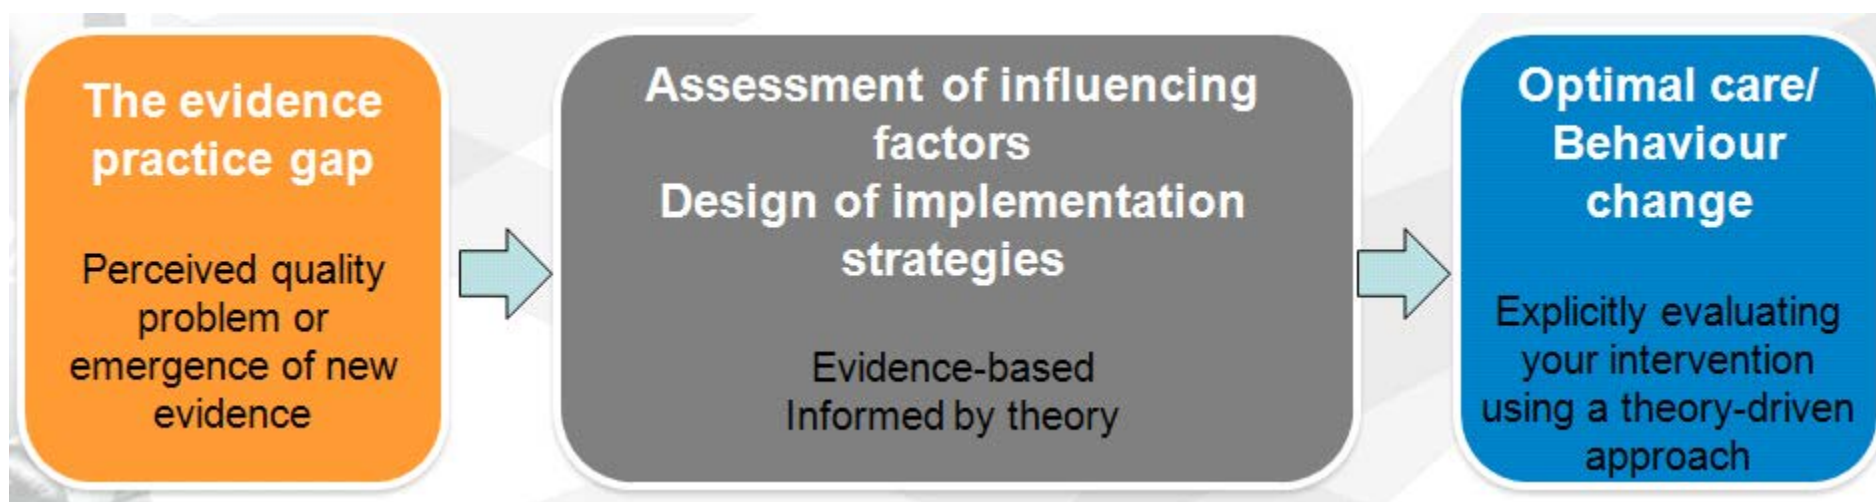 The evidence
practice gap
Perceived quality
problem or
emergence of new
evidence
Assessment of influencing
factors
Design of implementation
strategies
Evidence-based
Informed by theory
Optimal care/
Behaviour
change
Explicitly evaluating
your intervention
using a theory-driven
approach